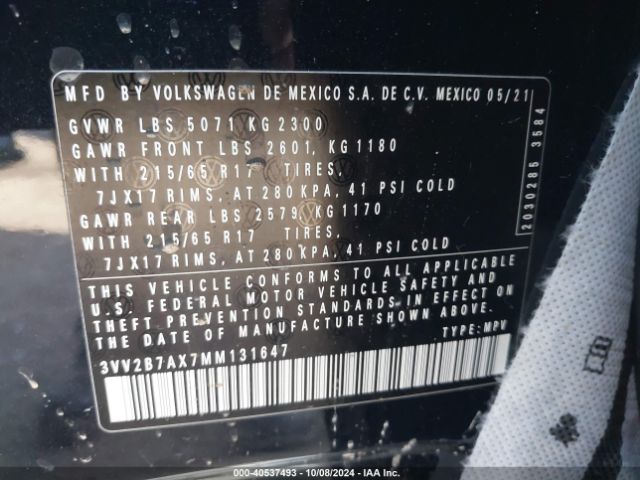 MFD BY VOLKSWAGEN DE MEXICO S.A. DE C.V. MEXICO 05/21
GVWR LBS 5071 KG 2300
GAWR FRONT LBS 2601, KG 1180
WITH 215/65 R17 TIRES,
7JX17 RIMS, AT 280 KPA, 41 PSI COLD
GAWR REAR LBS 2579, KG 1170
WITH 215/65 R17 TIRES,
7JX17 RIMS, AT 280 KPA, 41 PSI COLD
THIS VEHICLE CONFORMS TO ALL APPLICABLE
U.S. FEDERAL MOTOR VEHICLE SAFETY AND
THEFT PREVENTION STANDARDS IN EFFECT ON
THE DATE OF MANUFACTURE SHOWN ABOVE.
3VV2B7AX7MM131647 TYPE: MPV
2030285 3584
000-40537493 - 10/08/2024 - IAA Inc.